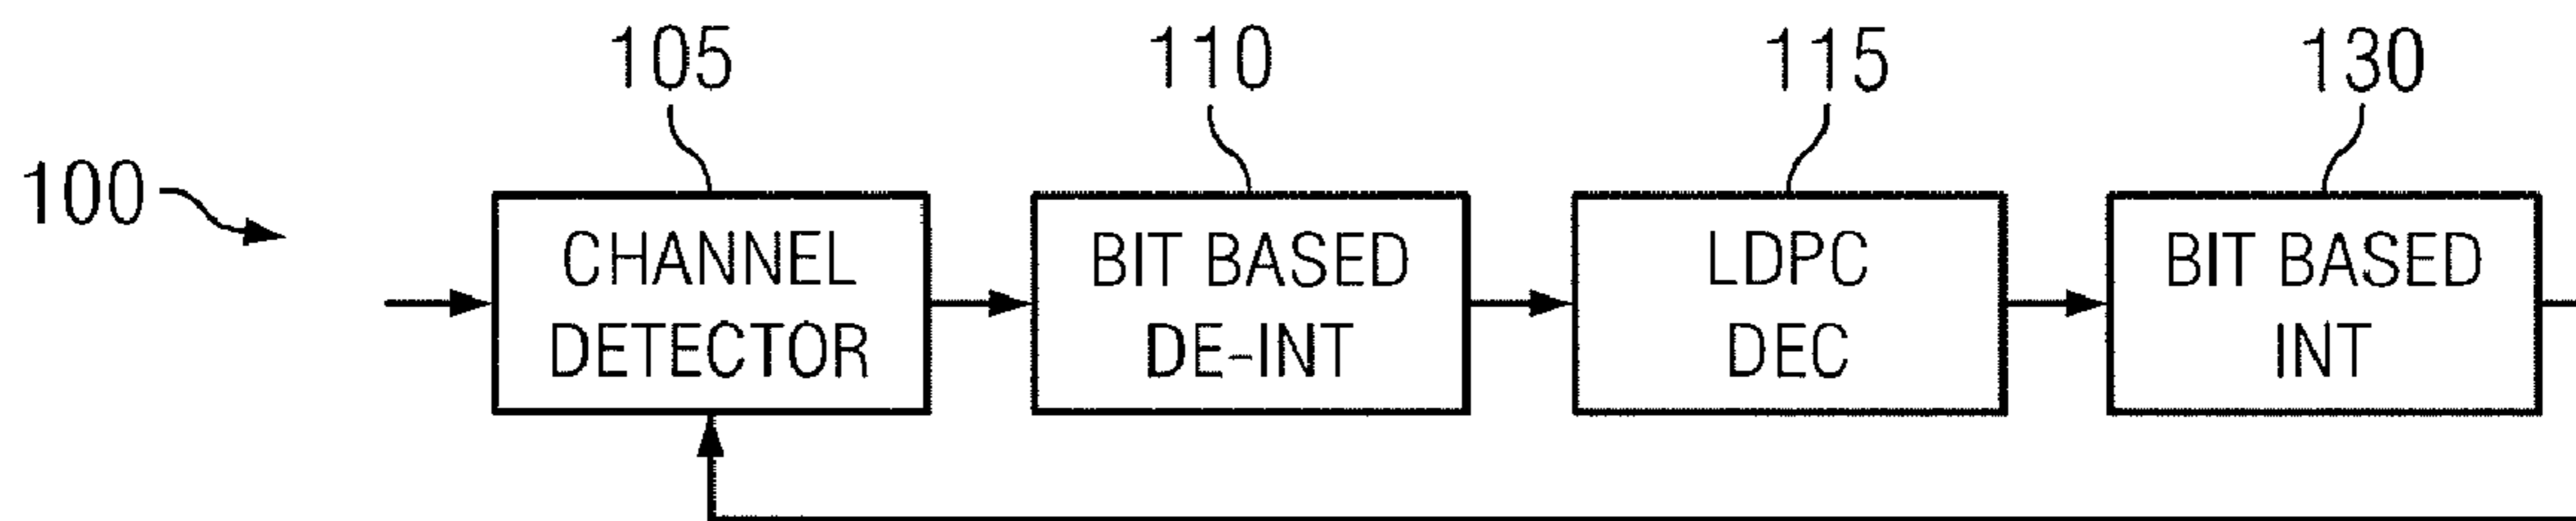 105
110
115
130
100
CHANNEL
DETECTOR
BIT BASED
DE-INT
LDPC
DEC
BIT BASED
INT